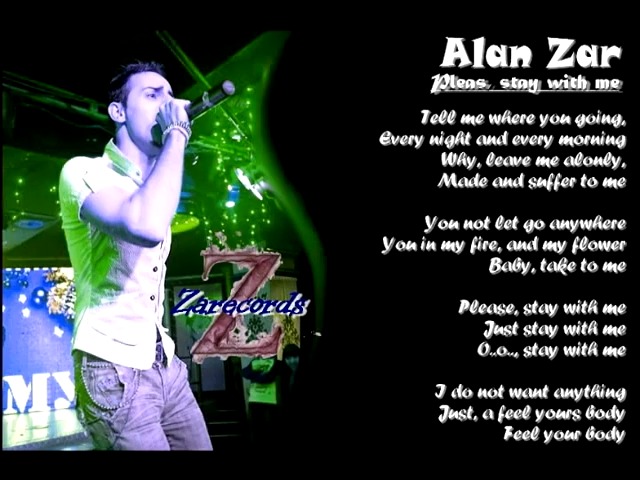 Alan Zar
Pleas, stay with me
Tell me where you going,
Every night and every morning
Why, leave me alonly,
Made and suffer to me
You not let go anywhere
You in my fire, and my flower
Baby, take to me
Please, stay with me
Just stay with me
O..o.., stay with me
I do not want anything
Just, a feel yours body
Feel your body
Z
Zarecords
MY